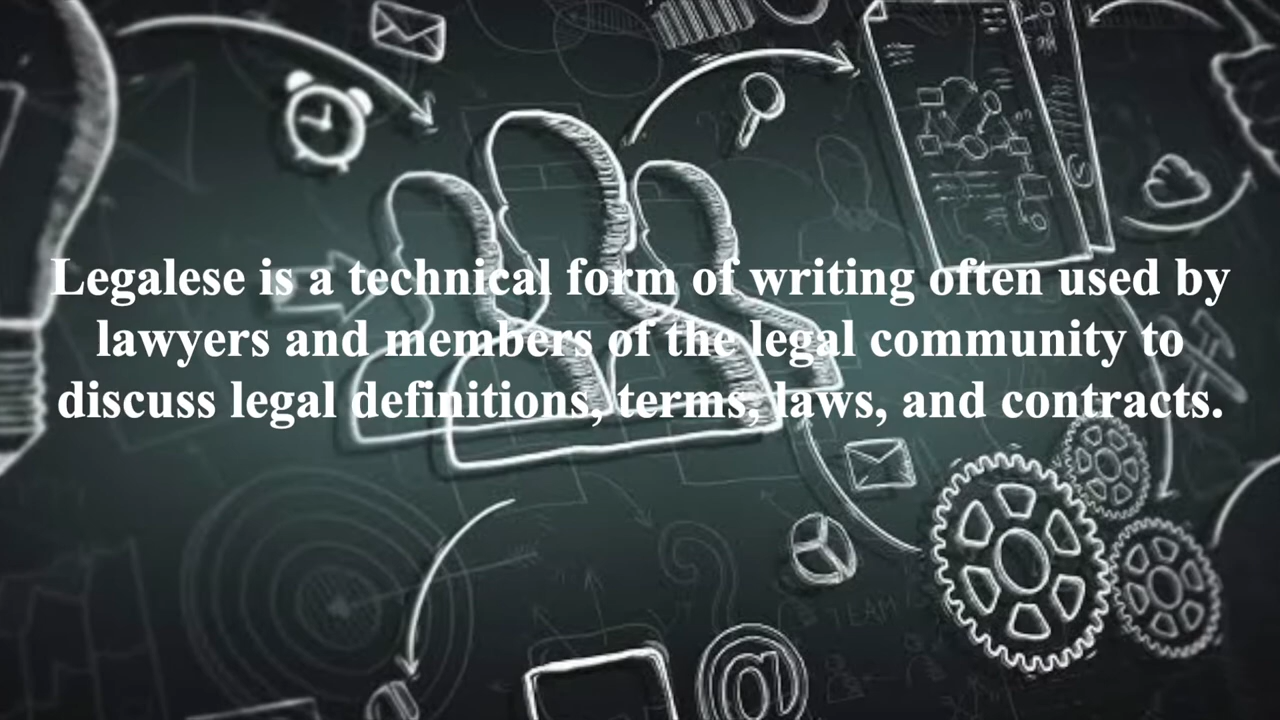 Legalese is a technical form of writing often used by
lawyers and members of the legal community to
discuss legal definitions, terms, laws, and contracts.
@
TEAM